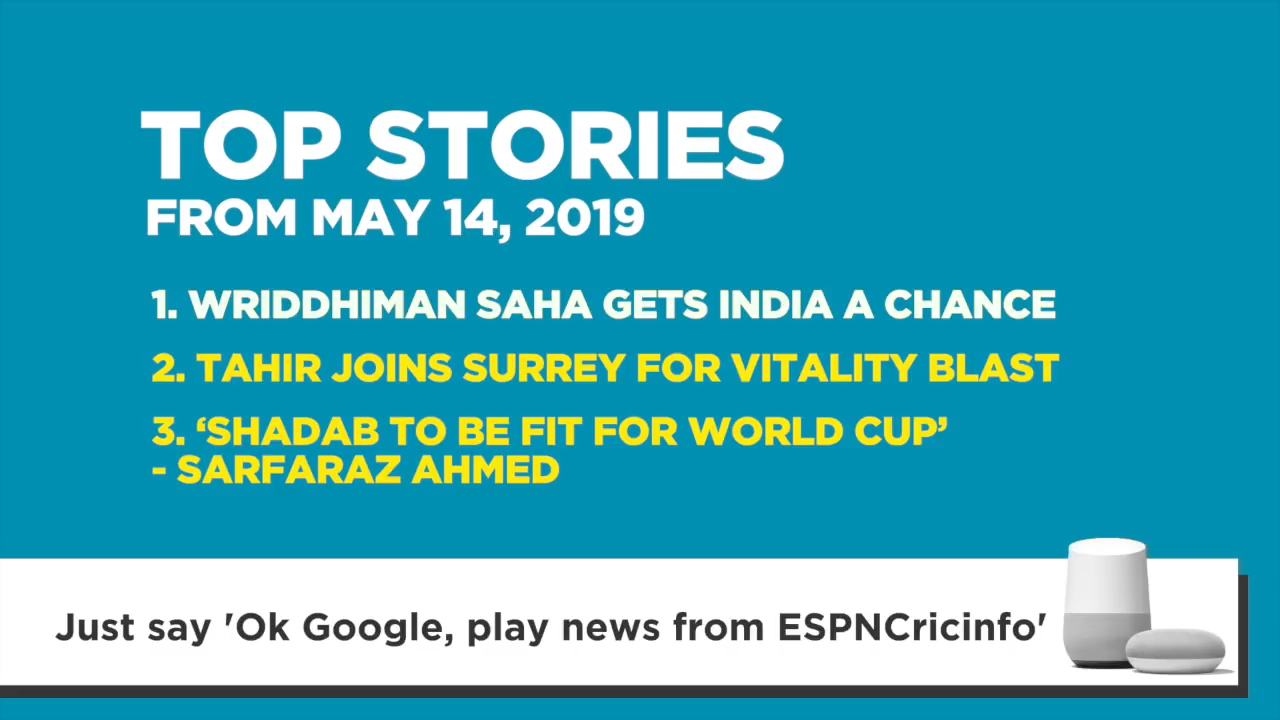 TOP STORIES
FROM MAY 14, 2019
1. WRIDDHIMAN SAHA GETS INDIA A CHANCE
2. TAHIR JOINS SURREY FOR VITALITY BLAST
3. ‘SHADAB TO BE FIT FOR WORLD CUP’
- SARFARAZ AHMED
Just say 'Ok Google, play news from ESPNCricinfo'